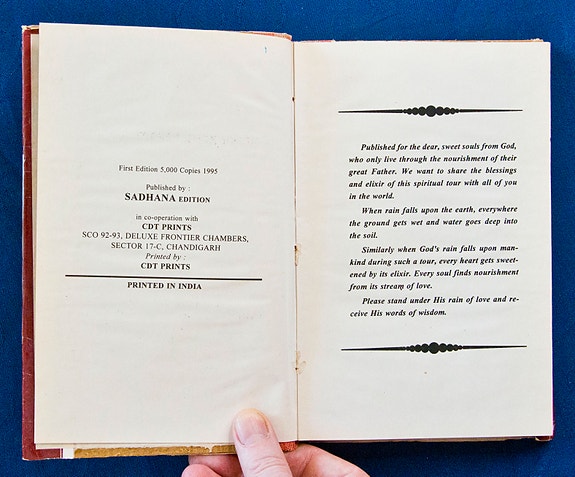 1
First Edition 5,000 Copies 1995
Published by :
SADHANA EDITION
in co-operation with
CDT PRINTS
SCO 92-93, DELUXE FRONTIER CHAMBERS,
SECTOR 17-C, CHANDIGARH
Printed by :
CDT PRINTS
PRINTED IN INDIA
Published for the dear, sweet souls from God,
who only live through the nourishment of their
great Father. We want to share the blessings
and elixir of this spiritual tour with all of you
in the world.
When rain falls upon the earth, everywhere
the ground gets wet and water goes deep into
the soil.
Similarly when God's rain falls upon man-
kind during such a tour, every heart gets sweet-
ened by its elixir. Every soul finds nourishment
from its stream of love.
Please stand under His rain of love and re-
ceive His words of wisdom.